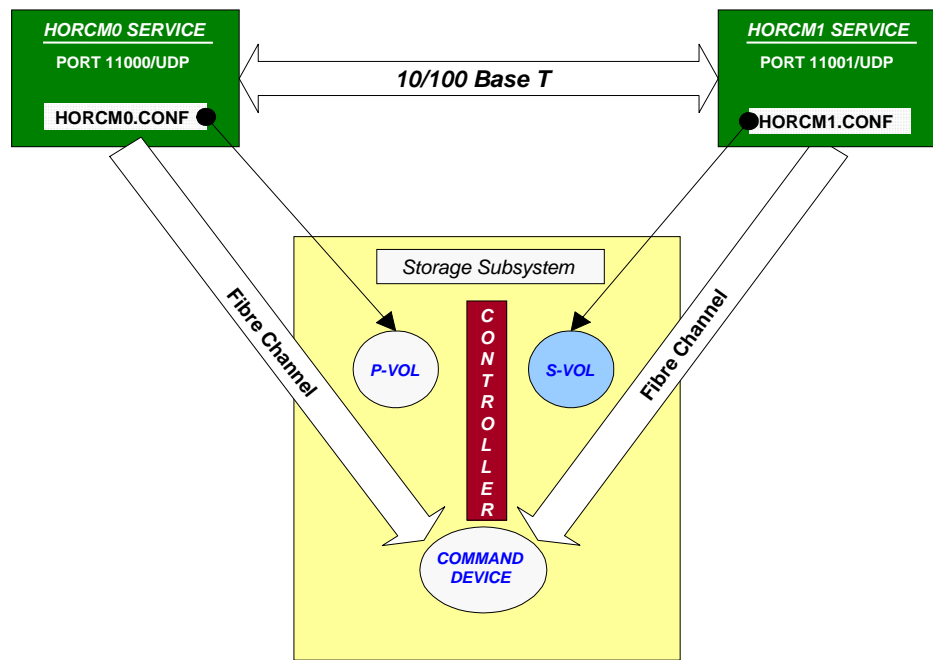 HORCM0 SERVICE
PORT 11000/UDP
HORCM0.CONF
10/100 Base T
HORCM1 SERVICE
PORT 11001/UDP
HORCM1.CONF
Storage Subsystem
Fibre Channel
P-VOL
CONTROLLER
S-VOL
Fibre Channel
COMMAND
DEVICE